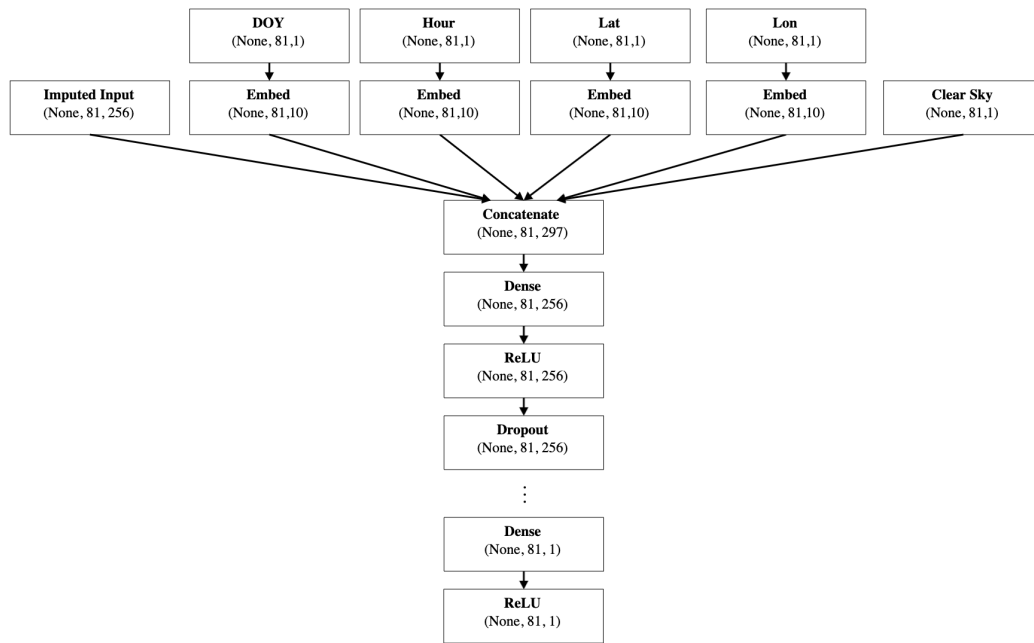 DOY
(None, 81,1)
Hour
(None, 81,1)
Lat
(None, 81,1)
Lon
(None, 81,1)
Imputed Input
(None, 81, 256)
Embed
(None, 81,10)
Embed
(None, 81,10)
Embed
(None, 81,10)
Embed
(None, 81,10)
Clear Sky
(None, 81,1)
Concatenate
(None, 81, 297)
Dense
(None, 81, 256)
ReLU
(None, 81, 256)
Dropout
(None, 81, 256)
⋮
Dense
(None, 81, 1)
ReLU
(None, 81, 1)